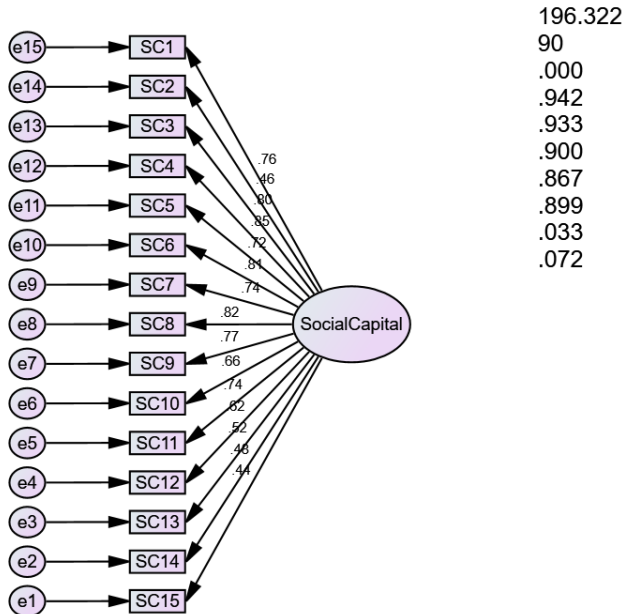 196.322
90
.000
.942
.933
.900
.867
.899
.033
.072
e15 SC1
e14 SC2
e13 SC3
e12 SC4
e11 SC5
e10 SC6
e9 SC7
e8 SC8
e7 SC9
e6 SC10
e5 SC11
e4 SC12
e3 SC13
e2 SC14
e1 SC15
.76
.46
.80
.85
.72
.81
.74
.82
.77
.66
.74
.62
.52
.48
.44
SocialCapital